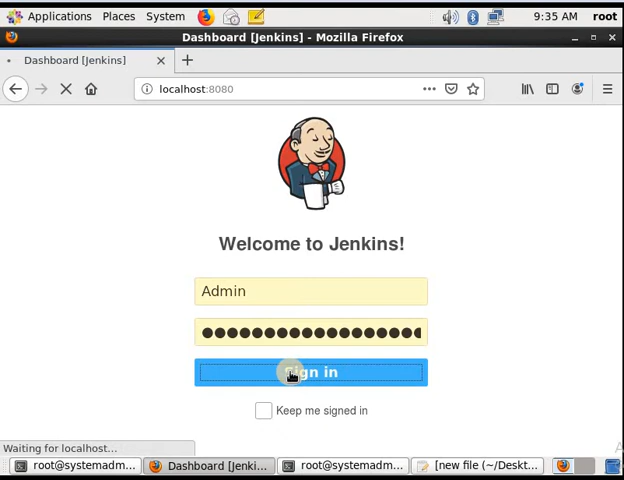 Applications Places System 9:35 AM root
Dashboard [Jenkins] - Mozilla Firefox
Dashboard [Jenkins]
localhost:8080
Welcome to Jenkins!
Admin
Sign in
Keep me signed in
Waiting for localhost...
root@systemadm... Dashboard [Jenki... root@systemadm... [new file (~/Deskt...